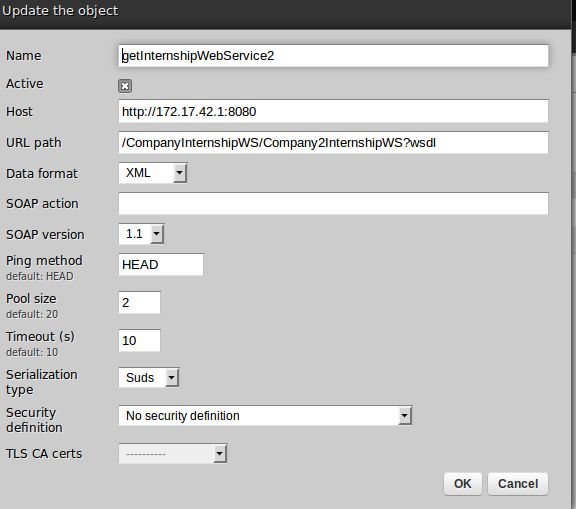 Update the object
Name getInternshipWebService2
Active
Host http://172.17.42.1:8080
URL path /CompanyInternshipWS/Company2InternshipWS?wsdl
Data format XML
SOAP action
SOAP version 1.1
Ping method HEAD
default: HEAD
Pool size 2
default: 20
Timeout (s) 10
default: 10
Serialization Suds
type
Security No security definition
definition
TLS CA certs ----------
OK Cancel